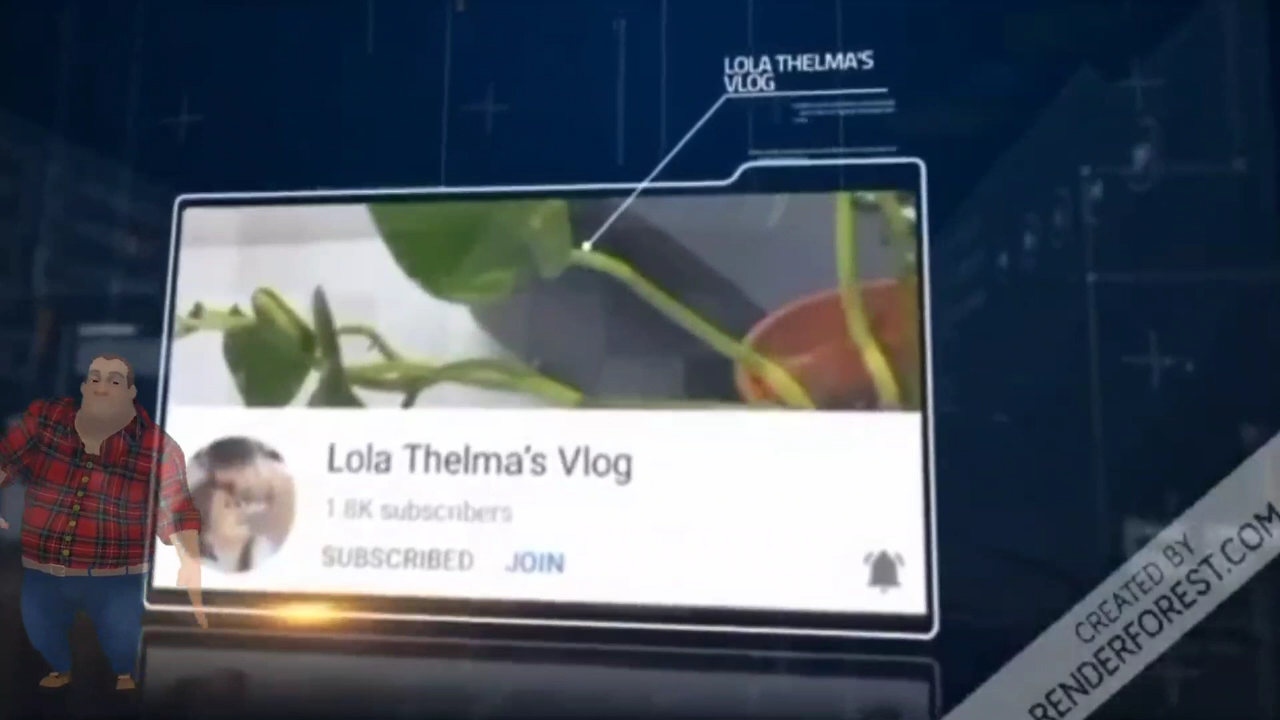 LOLA THELMA'S
VLOG
Lola Thelma's Vlog
1.8K subscribers
SUBSCRIBED JOIN
CREATED BY
RENDERFOREST.COM